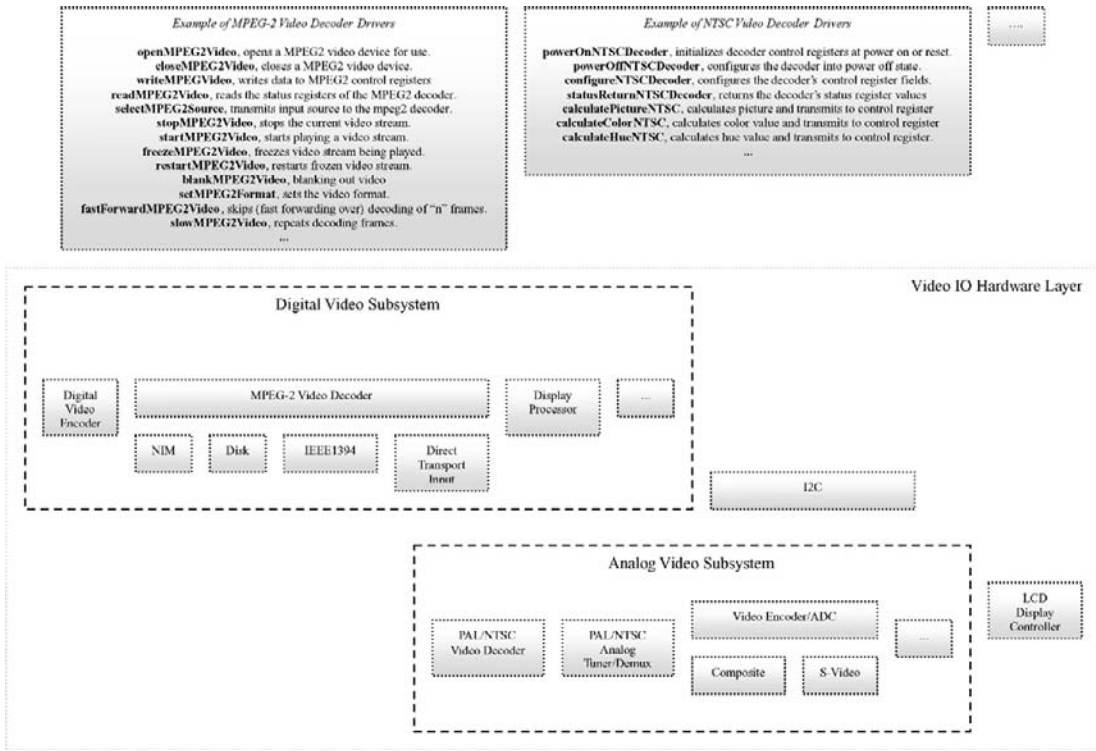 Example of MPEG-2 Video Decoder Drivers
openMPEG2Video, opens a MPEG2 video device for use.
closeMPEG2Video, closes a MPEG2 video device.
writeMPEGVideo, writes data to MPEG2 control registers
readMPEG2Video, reads the status registers of the MPEG2 decoder.
selectMPEG2Source, transmits input source to the mpeg2 decoder.
stopMPEG2Video, stops the current video stream.
startMPEG2Video, starts playing a video stream.
freezeMPEG2Video, freezes video stream being played.
restartMPEG2Video, restarts frozen video stream.
blankMPEG2Video, blanking out video
setMPEG2Format, sets the video format.
fastForwardMPEG2Video, skips (fast forwarding over) decoding of “n” frames.
slowMPEG2Video, repeats decoding frames.
...
Example of NTSC Video Decoder Drivers
powerOnNTSCDecoder, initializes decoder control registers at power on or reset.
powerOffNTSCDecoder, configures the decoder into power off state.
configureNTSCDecoder, configures the decoder’s control register fields.
statusReturnNTSCDecoder, returns the decoder’s status register values
calculatePictureNTSC, calculates picture and transmits to control register
calculateColorNTSC, calculates color value and transmits to control register
calculateHueNTSC, calculates hue value and transmits to control register.
...
....
Video IO Hardware Layer
Digital Video Subsystem
Digital
Video
Encoder
MPEG-2 Video Decoder
Display
Processor
...
NIM
Disk
IEEE1394
Direct
Transport
Input
I2C
Analog Video Subsystem
PAL/NTSC
Video Decoder
PAL/NTSC
Analog
Tuner/Demux
Video Encoder/ADC
...
Composite
S-Video
LCD
Display
Controller